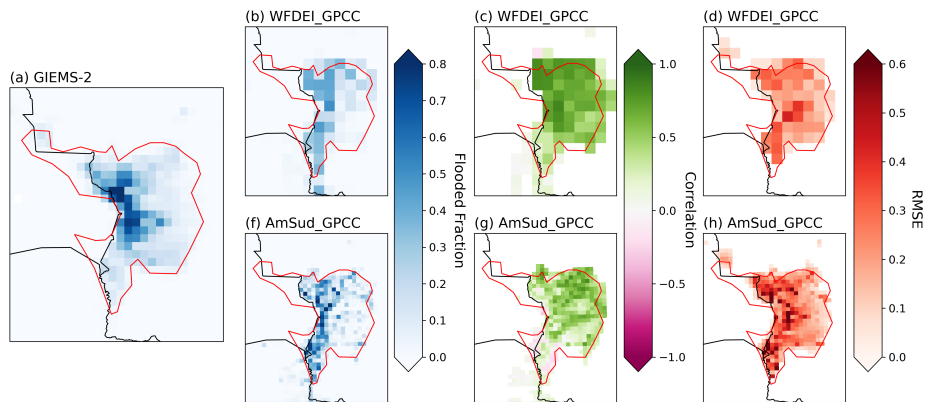 (a) GIEMS-2
(b) WFDEI_GPCC
(c) WFDEI_GPCC
(d) WFDEI_GPCC
0.8
0.7
0.6
0.5
0.4
0.3
0.2
0.1
0.0
Flooded Fraction
1.0
0.5
0.0
−0.5
−1.0
Correlation
0.6
0.5
0.4
0.3
0.2
0.1
0.0
RMSE
(f) AmSud_GPCC
(g) AmSud_GPCC
(h) AmSud_GPCC